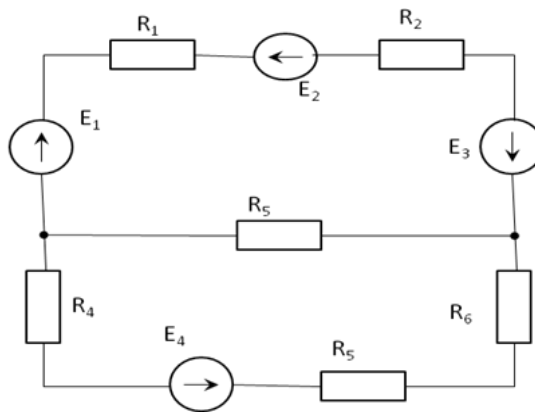 R₁
R₂
E₂
E₁
E₃
R₅
R₄
R₆
E₄
R₅